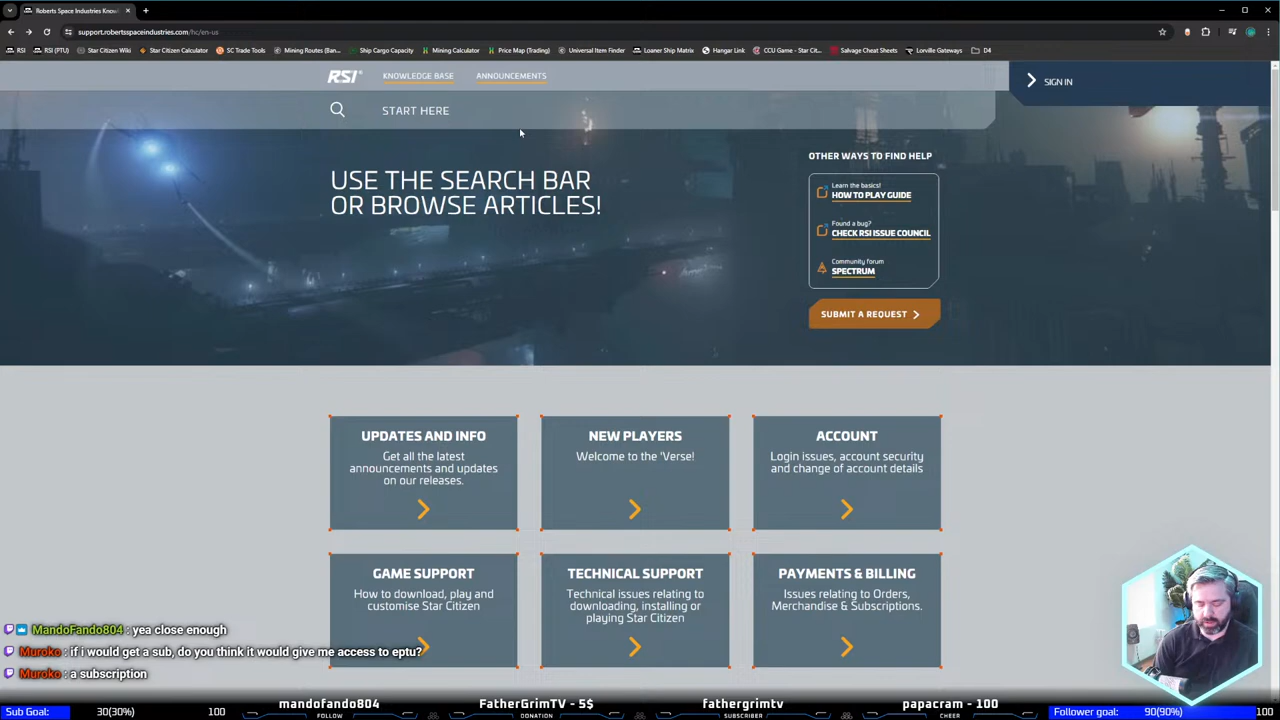 Roberts Space Industries Know
support.robertsspaceindustries.com/hc/en-us
RSI
RSI (PTU)
Star Citizen Wiki
Star Citizen Calculator
SC Trade Tools
Mining Routes (Ban...
Ship Cargo Capacity
Mining Calculator
Price Map (Trading)
Universal Item Finder
Loaner Ship Matrix
Hangar Link
CCU Game - Star Cit...
Salvage Cheat Sheets
Lorville Gateways
D4
RSI
KNOWLEDGE BASE
ANNOUNCEMENTS
SIGN IN
START HERE
USE THE SEARCH BAR
OR BROWSE ARTICLES!
OTHER WAYS TO FIND HELP
Learn the basics!
HOW TO PLAY GUIDE
Found a bug?
CHECK RSI ISSUE COUNCIL
Community forum
SPECTRUM
SUBMIT A REQUEST
UPDATES AND INFO
Get all the latest
announcements and updates
on our releases.
NEW PLAYERS
Welcome to the 'Verse!
ACCOUNT
Login issues, account security
and change of account details
GAME SUPPORT
How to download, play and
customise Star Citizen
TECHNICAL SUPPORT
Technical issues relating to
downloading, installing or
playing Star Citizen
PAYMENTS & BILLING
Issues relating to Orders,
Merchandise & Subscriptions.
MandoFando804 : yea close enough
Muroko : if i would get a sub, do you think it would give me access to eptu?
Muroko : a subscription
mandofando804
FOLLOW
FatherGrimTV - 5$
DONATION
fathergrimtv
SUBSCRIBER
papacram - 100
CHEER
Sub Goal:
30(30%)
100
Follower goal:
90(90%)
100